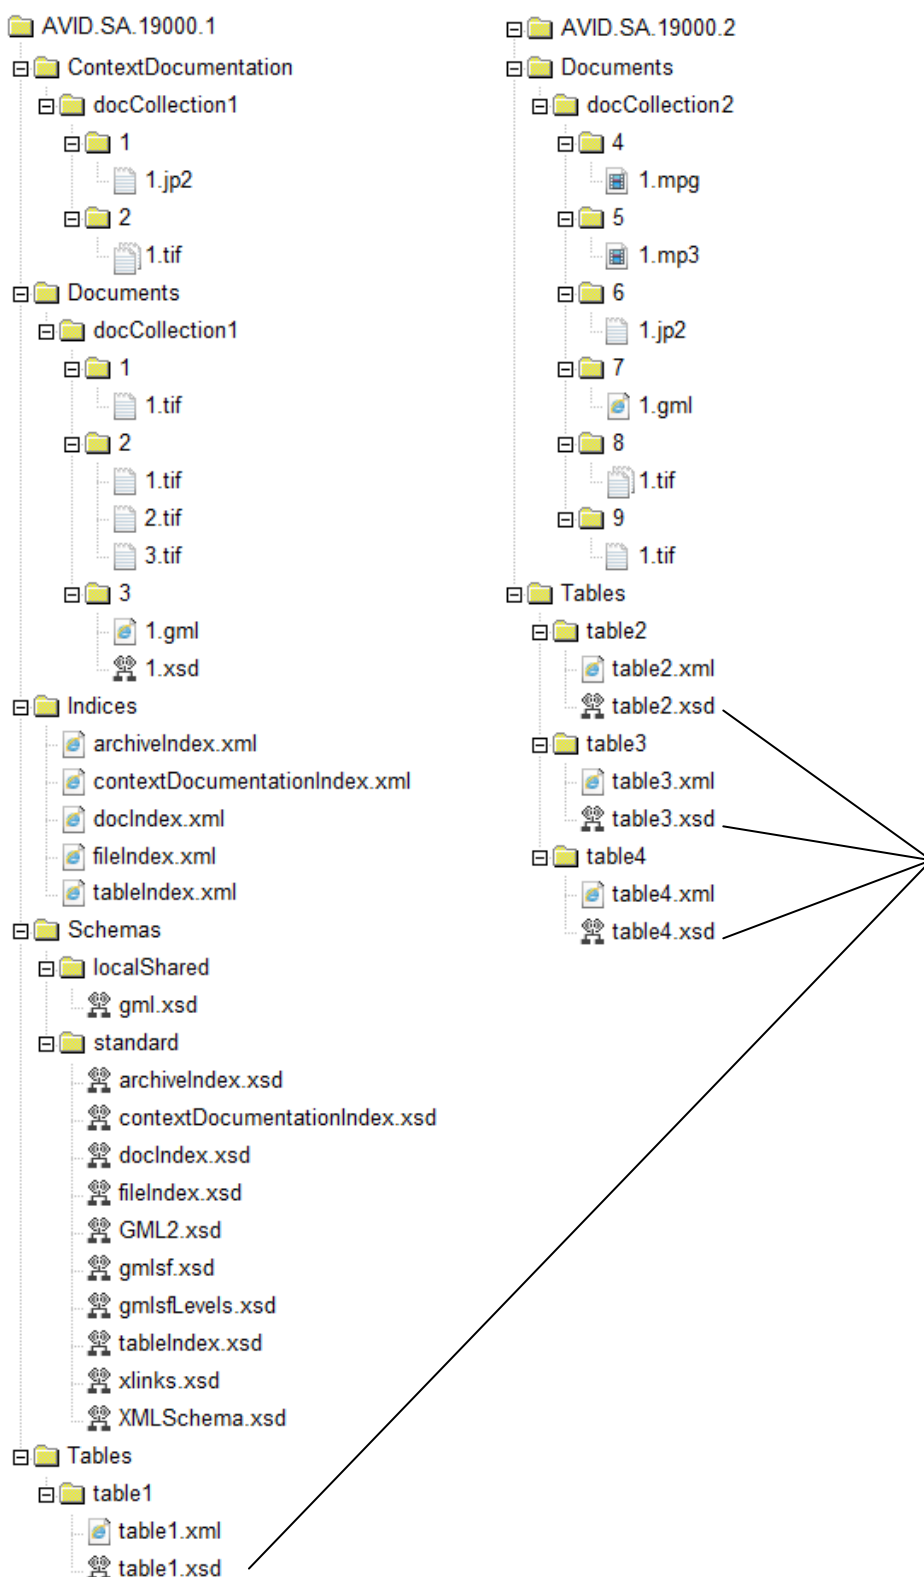 AVID.SA.19000.1
ContextDocumentation
docCollection1
1
1.jp2
2
1.tif
Documents
docCollection1
1
1.tif
2
1.tif
2.tif
3.tif
3
1.gml
1.xsd
Indices
archiveIndex.xml
contextDocumentationIndex.xml
docIndex.xml
fileIndex.xml
tableIndex.xml
Schemas
localShared
gml.xsd
standard
archiveIndex.xsd
contextDocumentationIndex.xsd
docIndex.xsd
fileIndex.xsd
GML2.xsd
gmlsf.xsd
gmlsfLevels.xsd
tableIndex.xsd
xlinks.xsd
XMLSchema.xsd
Tables
table1
table1.xml
table1.xsd
AVID.SA.19000.2
Documents
docCollection2
4
1.mpg
5
1.mp3
6
1.jp2
7
1.gml
8
1.tif
9
1.tif
Tables
table2
table2.xml
table2.xsd
table3
table3.xml
table3.xsd
table4
table4.xml
table4.xsd